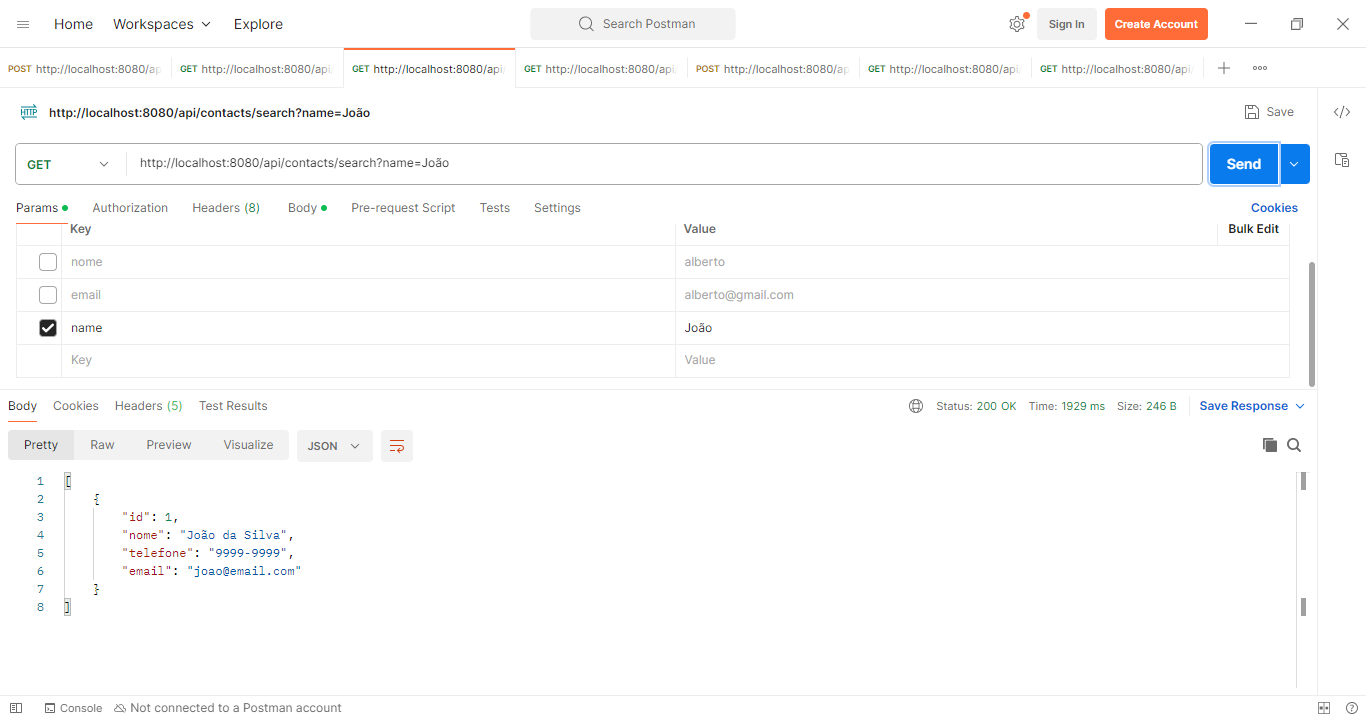 Home Workspaces Explore Search Postman Sign In Create Account
POST http://localhost:8080/ap GET http://localhost:8080/api/ GET http://localhost:8080/api/ GET http://localhost:8080/api/ POST http://localhost:8080/ap GET http://localhost:8080/api/ GET http://localhost:8080/api/
HTTP http://localhost:8080/api/contacts/search?name=João Save
GET http://localhost:8080/api/contacts/search?name=João Send
Params Authorization Headers (8) Body Pre-request Script Tests Settings Cookies
Key Value Bulk Edit
nome alberto
email alberto@gmail.com
name João
Key Value
Body Cookies Headers (5) Test Results Status: 200 OK Time: 1929 ms Size: 246 B Save Response
Pretty Raw Preview Visualize JSON
1 [
2 {
3 "id": 1,
4 "nome": "João da Silva",
5 "telefone": "9999-9999",
6 "email": "joao@email.com"
7 }
8 ]
Console Not connected to a Postman account